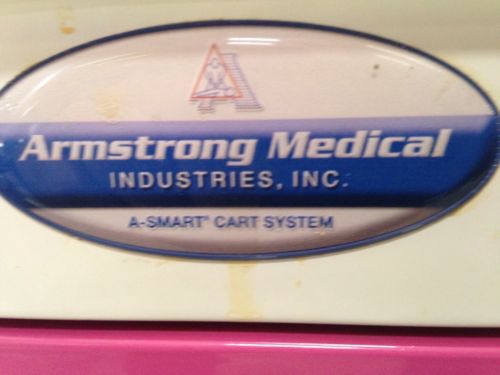 Armstrong Medical
INDUSTRIES, INC.
A-SMART® CART SYSTEM